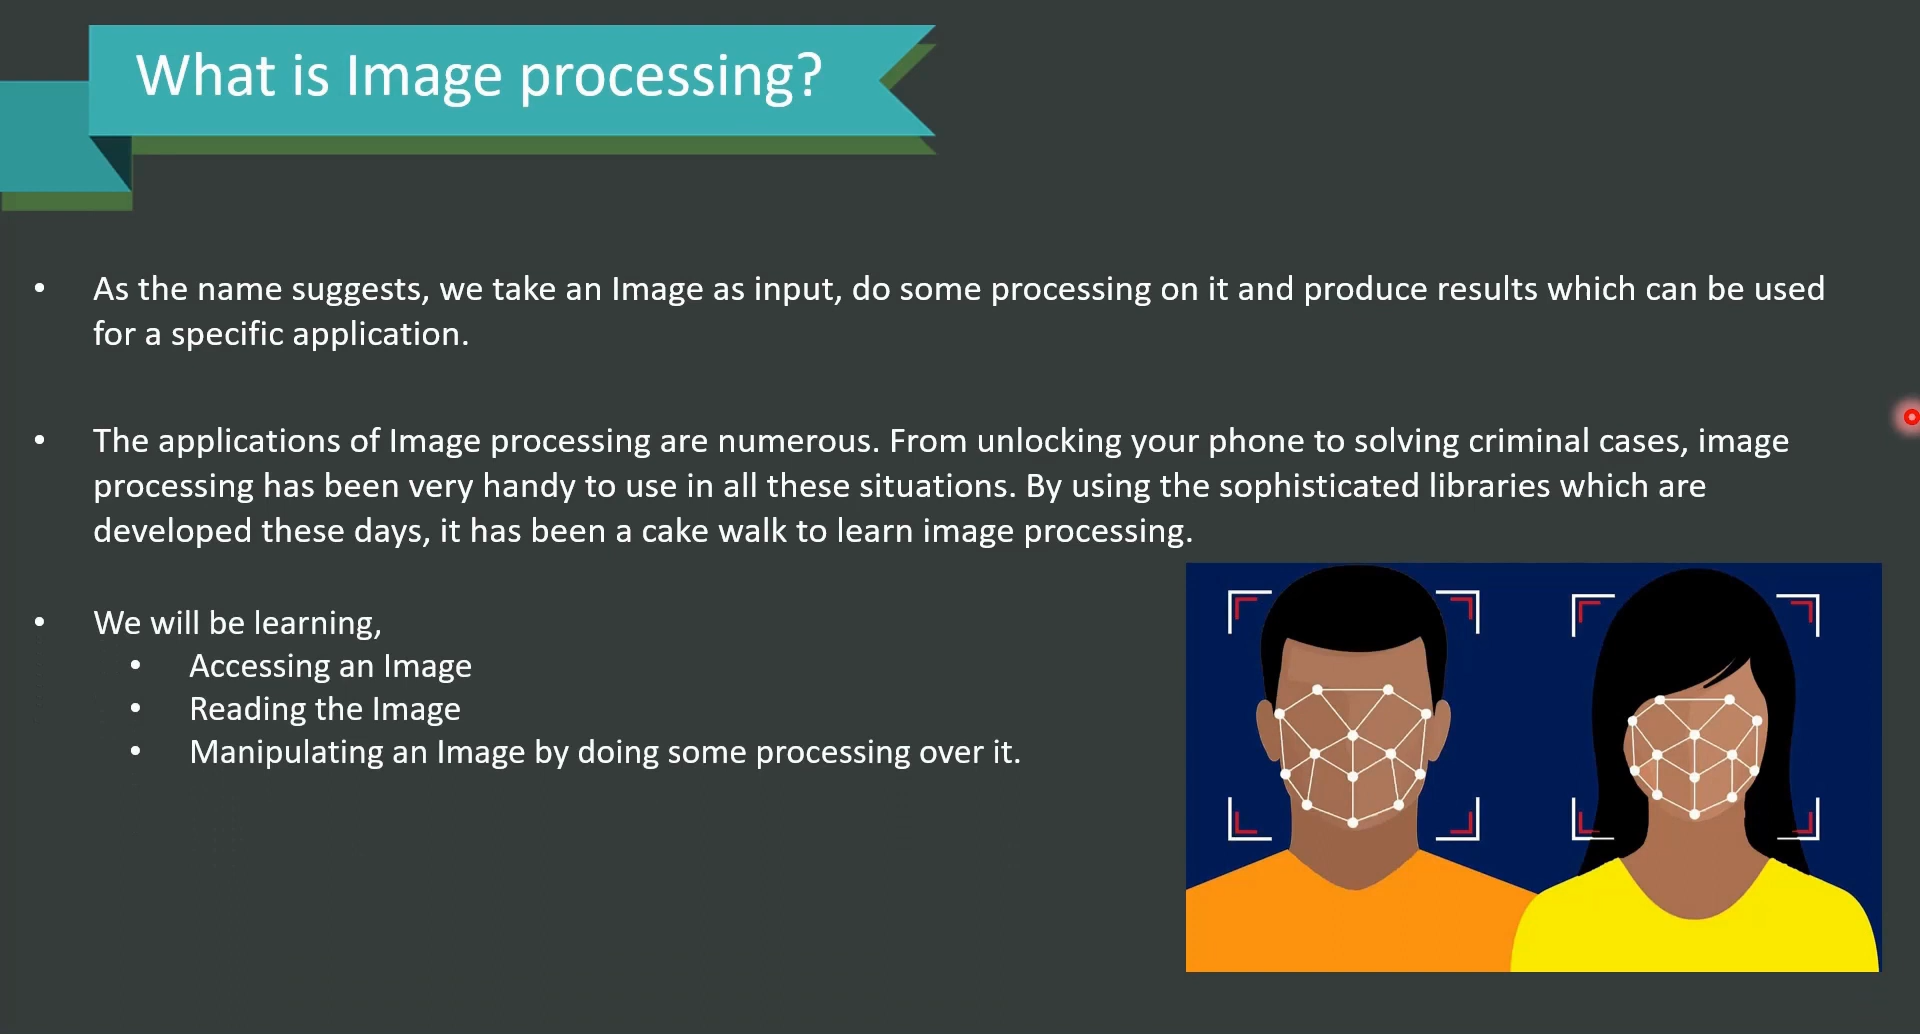 What is Image processing?
• As the name suggests, we take an Image as input, do some processing on it and produce results which can be used
for a specific application.
• The applications of Image processing are numerous. From unlocking your phone to solving criminal cases, image
processing has been very handy to use in all these situations. By using the sophisticated libraries which are
developed these days, it has been a cake walk to learn image processing.
• We will be learning,
• Accessing an Image
• Reading the Image
• Manipulating an Image by doing some processing over it.